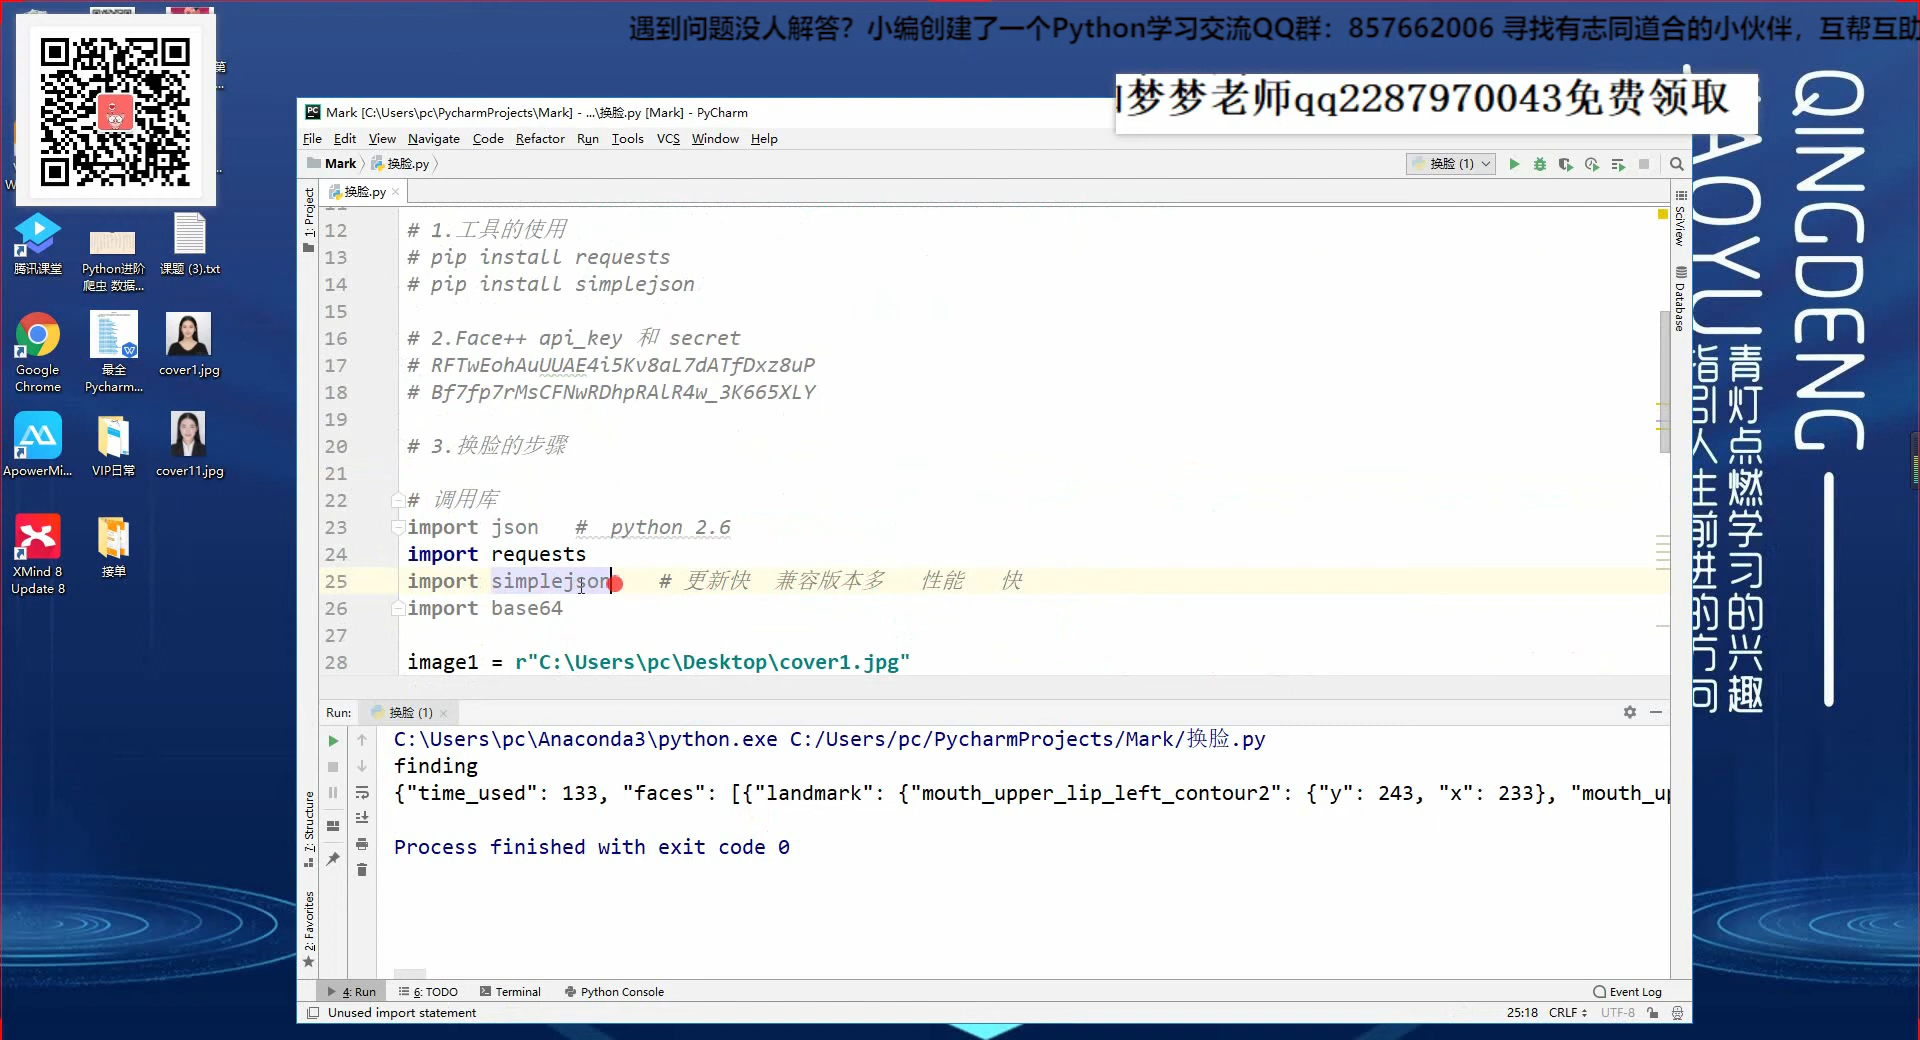 遇到问题没人解答？小编创建了一个Python学习交流QQ群：857662006 寻找有志同道合的小伙伴，互帮互助
梦梦老师qq2287970043免费领取
QINGDENG
AOYU
青灯点燃学习的兴趣
指引人生前进的方向
腾讯课堂
Python进阶
爬虫 数据...
课题 (3).txt
Google
Chrome
最全
Pycharm...
cover1.jpg
ApowerMi...
VIP日常
cover11.jpg
XMind 8
Update 8
接单
Mark [C:\Users\pc\PycharmProjects\Mark] - ...\换脸.py [Mark] - PyCharm
File Edit View Navigate Code Refactor Run Tools VCS Window Help
Mark 换脸.py
换脸 (1)
换脸.py
1: Project
SciView
Database
12 # 1.工具的使用
13 # pip install requests
14 # pip install simplejson
15
16 # 2.Face++ api_key 和 secret
17 # RFTwEohAuUUAE4i5Kv8aL7dATfDxz8uP
18 # Bf7fp7rMsCFNwRDhpRAlR4w_3K665XLY
19
20 # 3.换脸的步骤
21
22 # 调用库
23 import json # python 2.6
24 import requests
25 import simplejson # 更新快 兼容版本多 性能 快
26 import base64
27
28 image1 = r"C:\Users\pc\Desktop\cover1.jpg"
Run: 换脸 (1)
C:\Users\pc\Anaconda3\python.exe C:/Users/pc/PycharmProjects/Mark/换脸.py
finding
{"time_used": 133, "faces": [{"landmark": {"mouth_upper_lip_left_contour2": {"y": 243, "x": 233}, "mouth_up
Process finished with exit code 0
7: Structure
2: Favorites
4: Run 6: TODO Terminal Python Console Event Log
Unused import statement 25:18 CRLF UTF-8